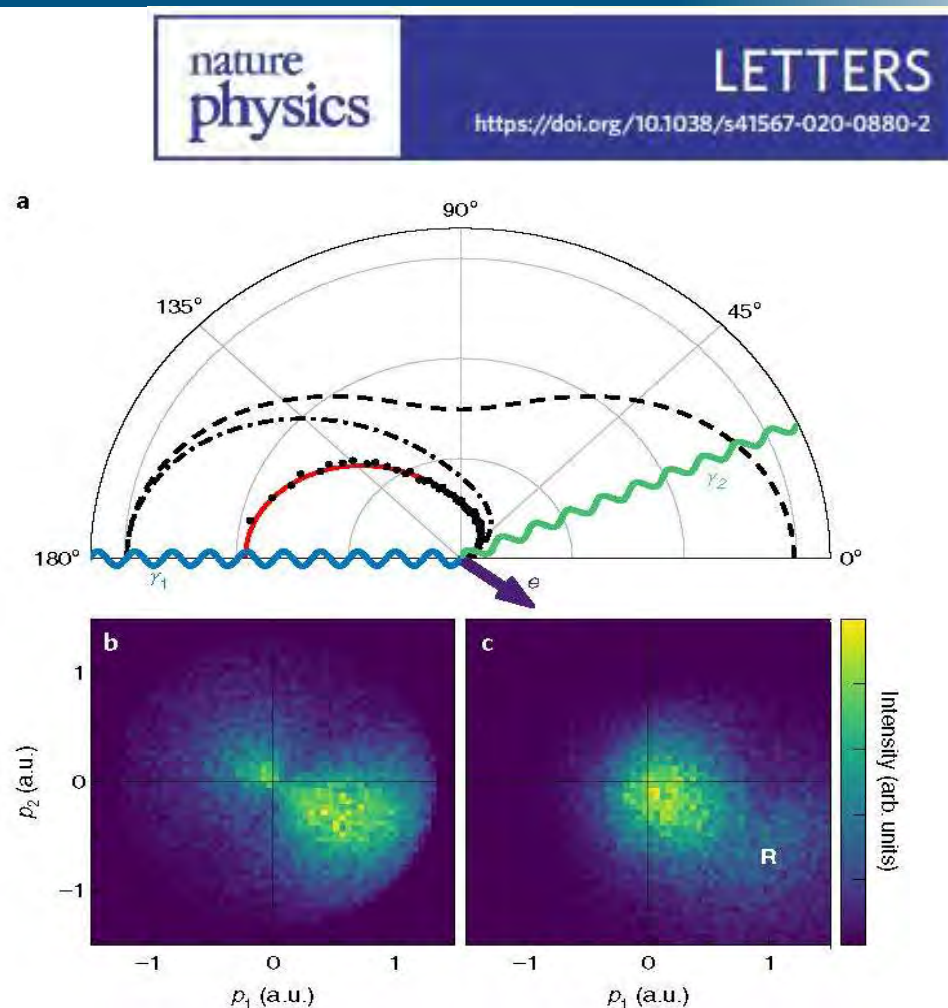 nature
physics
LETTERS
https://doi.org/10.1038/s41567-020-0880-2
a
90°
135°
45°
180°
0°
γ1
γ2
e
b
c
R
1
0
−1
p2 (a.u.)
−1
0
1
−1
0
1
p1 (a.u.)
p1 (a.u.)
Intensity (arb. units)